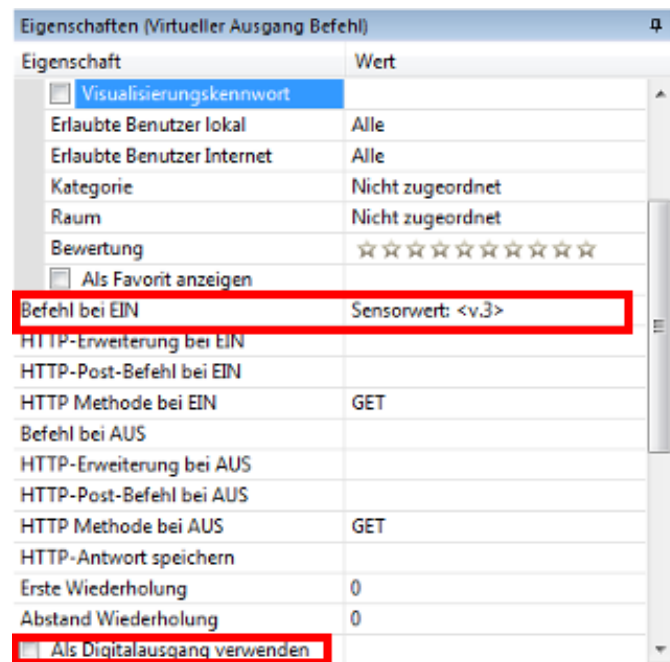 Eigenschaften (Virtueller Ausgang Befehl)
Eigenschaft Wert
Visualisierungskennwort
Erlaubte Benutzer lokal Alle
Erlaubte Benutzer Internet Alle
Kategorie Nicht zugeordnet
Raum Nicht zugeordnet
Bewertung
Als Favorit anzeigen
Befehl bei EIN Sensorwert: <v.3>
HTTP-Erweiterung bei EIN
HTTP-Post-Befehl bei EIN
HTTP Methode bei EIN GET
Befehl bei AUS
HTTP-Erweiterung bei AUS
HTTP-Post-Befehl bei AUS
HTTP Methode bei AUS GET
HTTP-Antwort speichern
Erste Wiederholung 0
Abstand Wiederholung 0
Als Digitalausgang verwenden